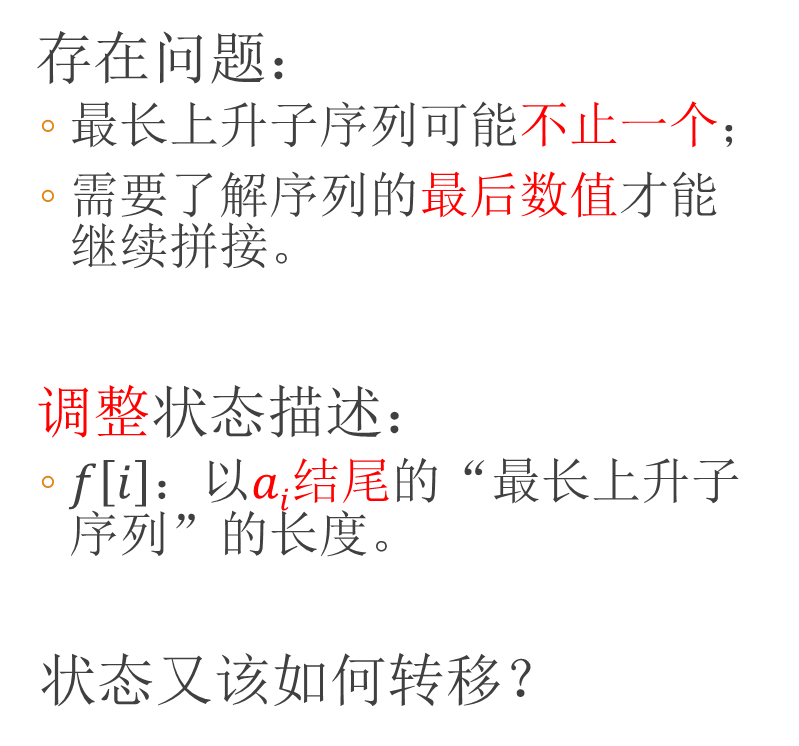 存在问题：
◦ 最长上升子序列可能不止一个；
◦ 需要了解序列的最后数值才能
继续拼接。
调整状态描述：
◦ f[i]：以aᵢ结尾的“最长上升子
序列”的长度。
状态又该如何转移？